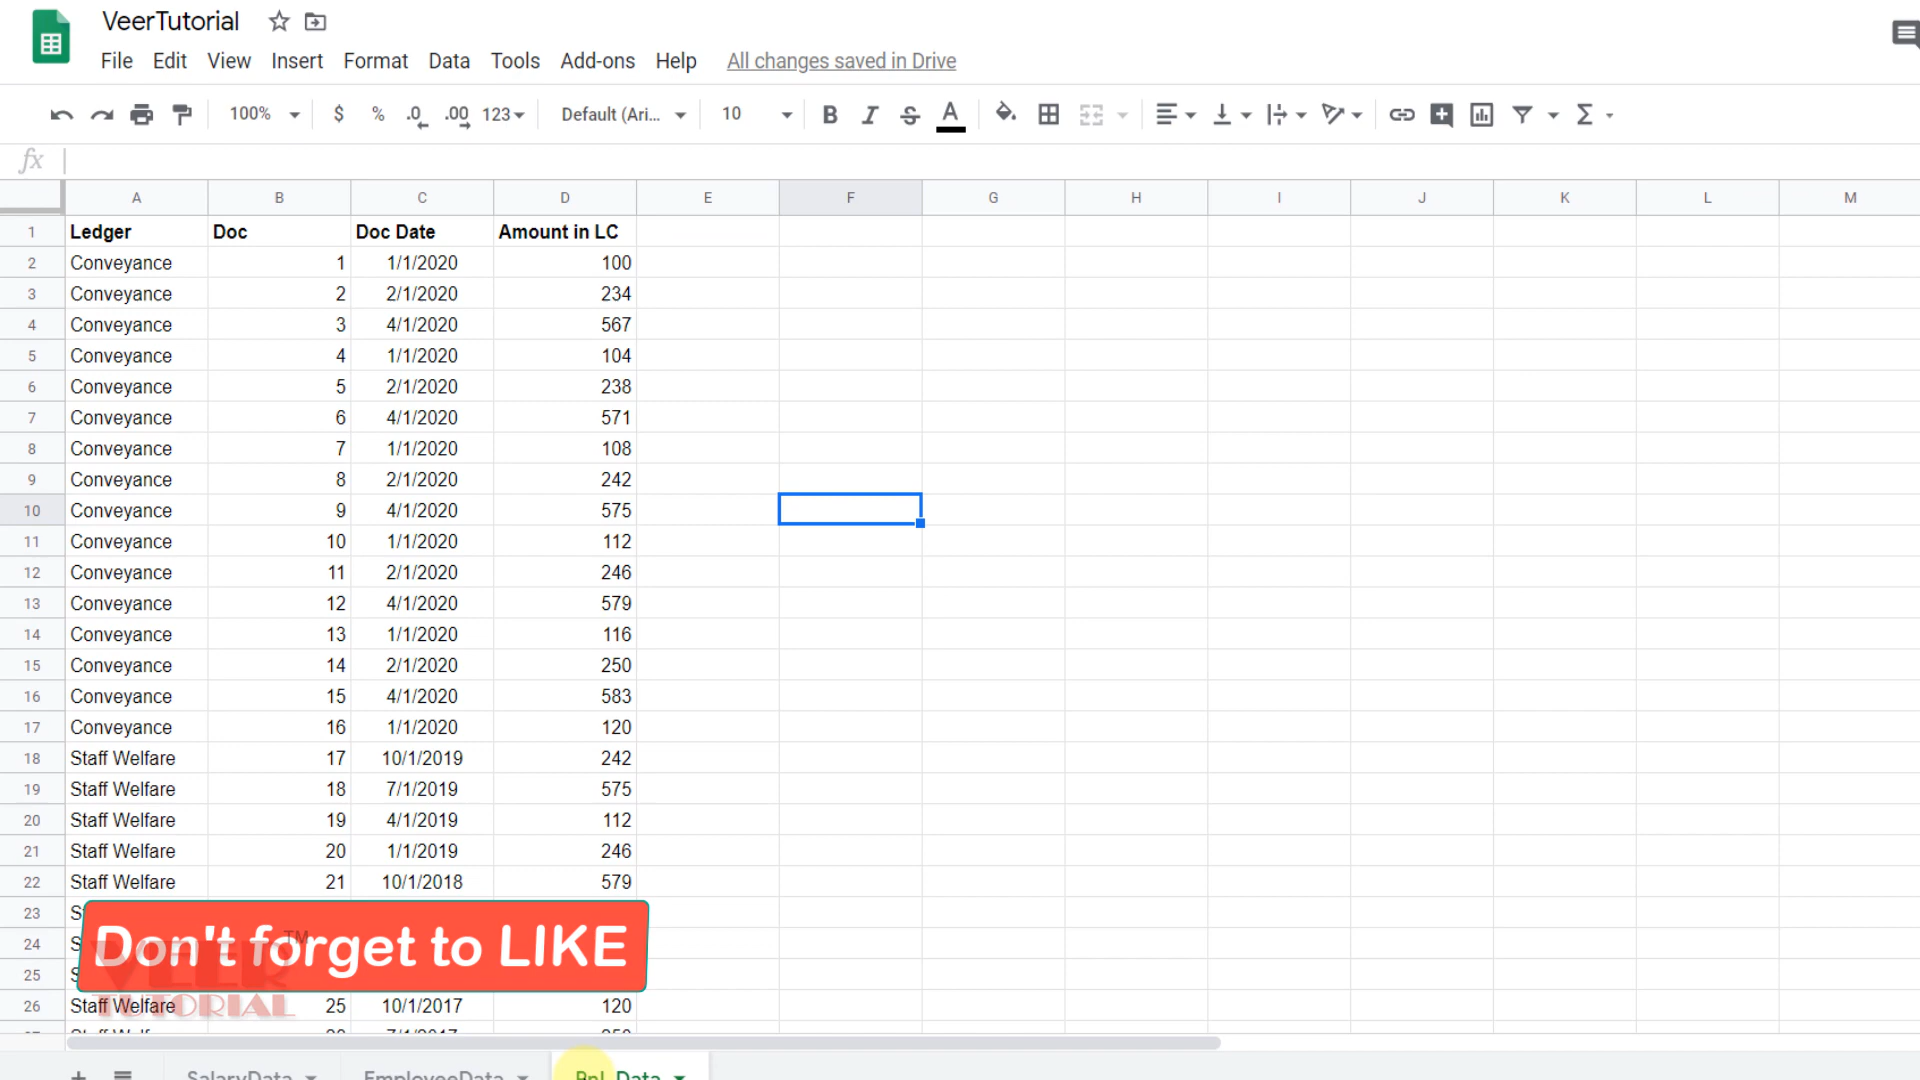 VeerTutorial
File Edit View Insert Format Data Tools Add-ons Help All changes saved in Drive
100% $ % .0 .00 123 Default (Ari... 10 B I S A
fx
A B C D E F G H I J K L M
1 Ledger Doc Doc Date Amount in LC
2 Conveyance 1 1/1/2020 100
3 Conveyance 2 2/1/2020 234
4 Conveyance 3 4/1/2020 567
5 Conveyance 4 1/1/2020 104
6 Conveyance 5 2/1/2020 238
7 Conveyance 6 4/1/2020 571
8 Conveyance 7 1/1/2020 108
9 Conveyance 8 2/1/2020 242
10 Conveyance 9 4/1/2020 575
11 Conveyance 10 1/1/2020 112
12 Conveyance 11 2/1/2020 246
13 Conveyance 12 4/1/2020 579
14 Conveyance 13 1/1/2020 116
15 Conveyance 14 2/1/2020 250
16 Conveyance 15 4/1/2020 583
17 Conveyance 16 1/1/2020 120
18 Staff Welfare 17 10/1/2019 242
19 Staff Welfare 18 7/1/2019 575
20 Staff Welfare 19 4/1/2019 112
21 Staff Welfare 20 1/1/2019 246
22 Staff Welfare 21 10/1/2018 579
23
24
25
Don't forget to LIKE
VEER TUTORIAL ™
26 Staff Welfare 25 10/1/2017 120
SalaryData EmployeeData PnL Data